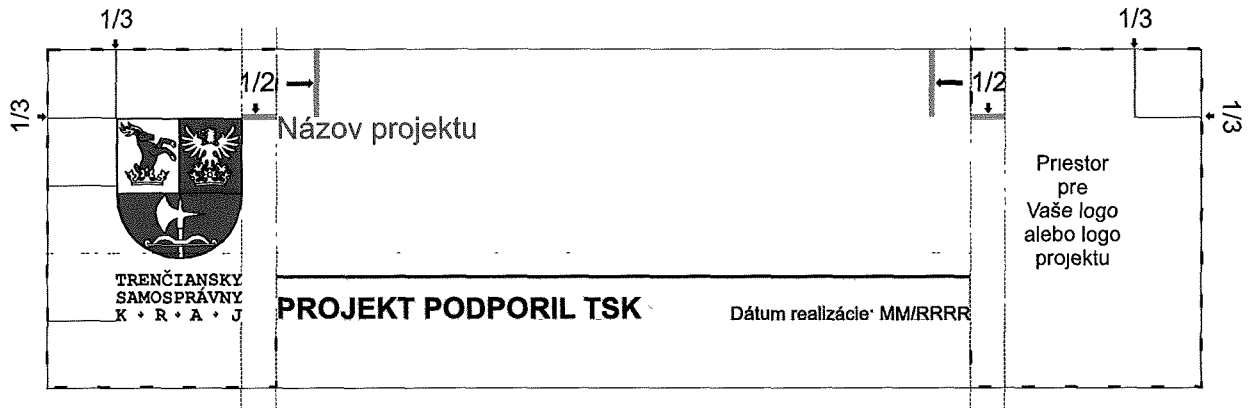 1/3
1/3
1/2
1/2
1/3
1/3
Názov projektu
Priestor
pre
Vaše logo
alebo logo
projektu
TRENČIANSKY
SAMOSPRÁVNY
K • R • A • J
PROJEKT PODPORIL TSK
Dátum realizácie: MM/RRRR